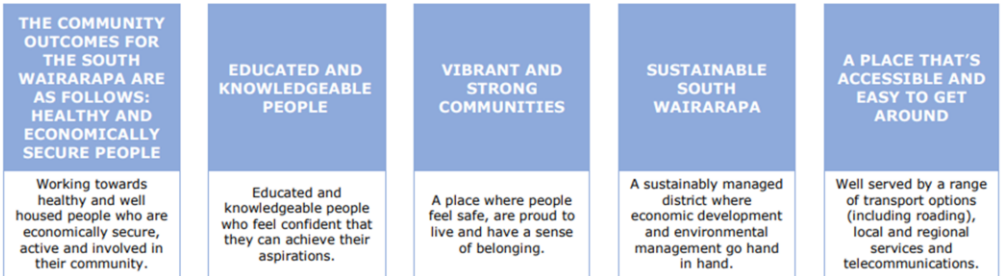 THE COMMUNITY
OUTCOMES FOR
THE SOUTH
WAIRARAPA ARE
AS FOLLOWS:
HEALTHY AND
ECONOMICALLY
SECURE PEOPLE
Working towards
healthy and well
housed people who are
economically secure,
active and involved in
their community.
EDUCATED AND
KNOWLEDGEABLE
PEOPLE
Educated and
knowledgeable people
who feel confident that
they can achieve their
aspirations.
VIBRANT AND
STRONG
COMMUNITIES
A place where people
feel safe, are proud to
live and have a sense
of belonging.
SUSTAINABLE
SOUTH
WAIRARAPA
A sustainably managed
district where
economic development
and environmental
management go hand
in hand.
A PLACE THAT'S
ACCESSIBLE AND
EASY TO GET
AROUND
Well served by a range
of transport options
(including roading),
local and regional
services and
telecommunications.